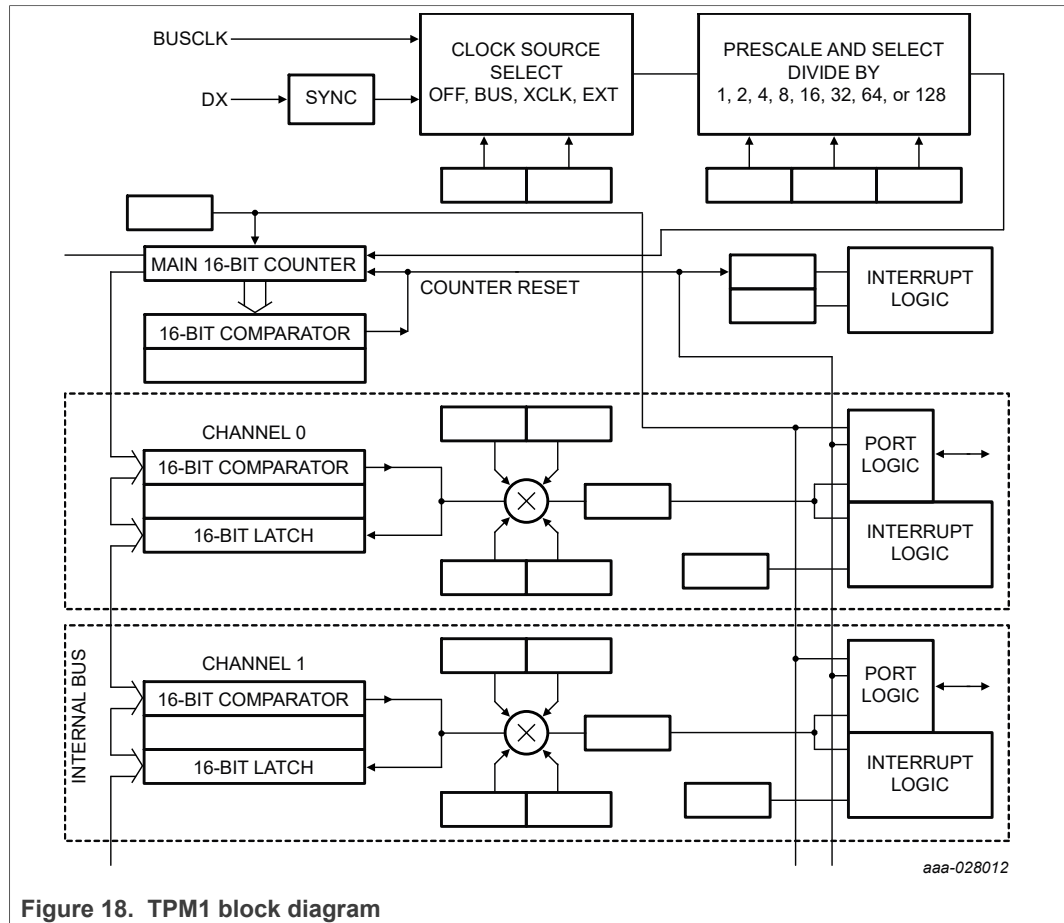 BUSCLK
CLOCK SOURCE
SELECT
OFF, BUS, XCLK, EXT
PRESCALE AND SELECT
DIVIDE BY
1, 2, 4, 8, 16, 32, 64, or 128
DX
SYNC
MAIN 16-BIT COUNTER
COUNTER RESET
INTERRUPT
LOGIC
16-BIT COMPARATOR
CHANNEL 0
16-BIT COMPARATOR
16-BIT LATCH
PORT
LOGIC
INTERRUPT
LOGIC
INTERNAL BUS
CHANNEL 1
16-BIT COMPARATOR
16-BIT LATCH
PORT
LOGIC
INTERRUPT
LOGIC
aaa-028012
Figure 18. TPM1 block diagram